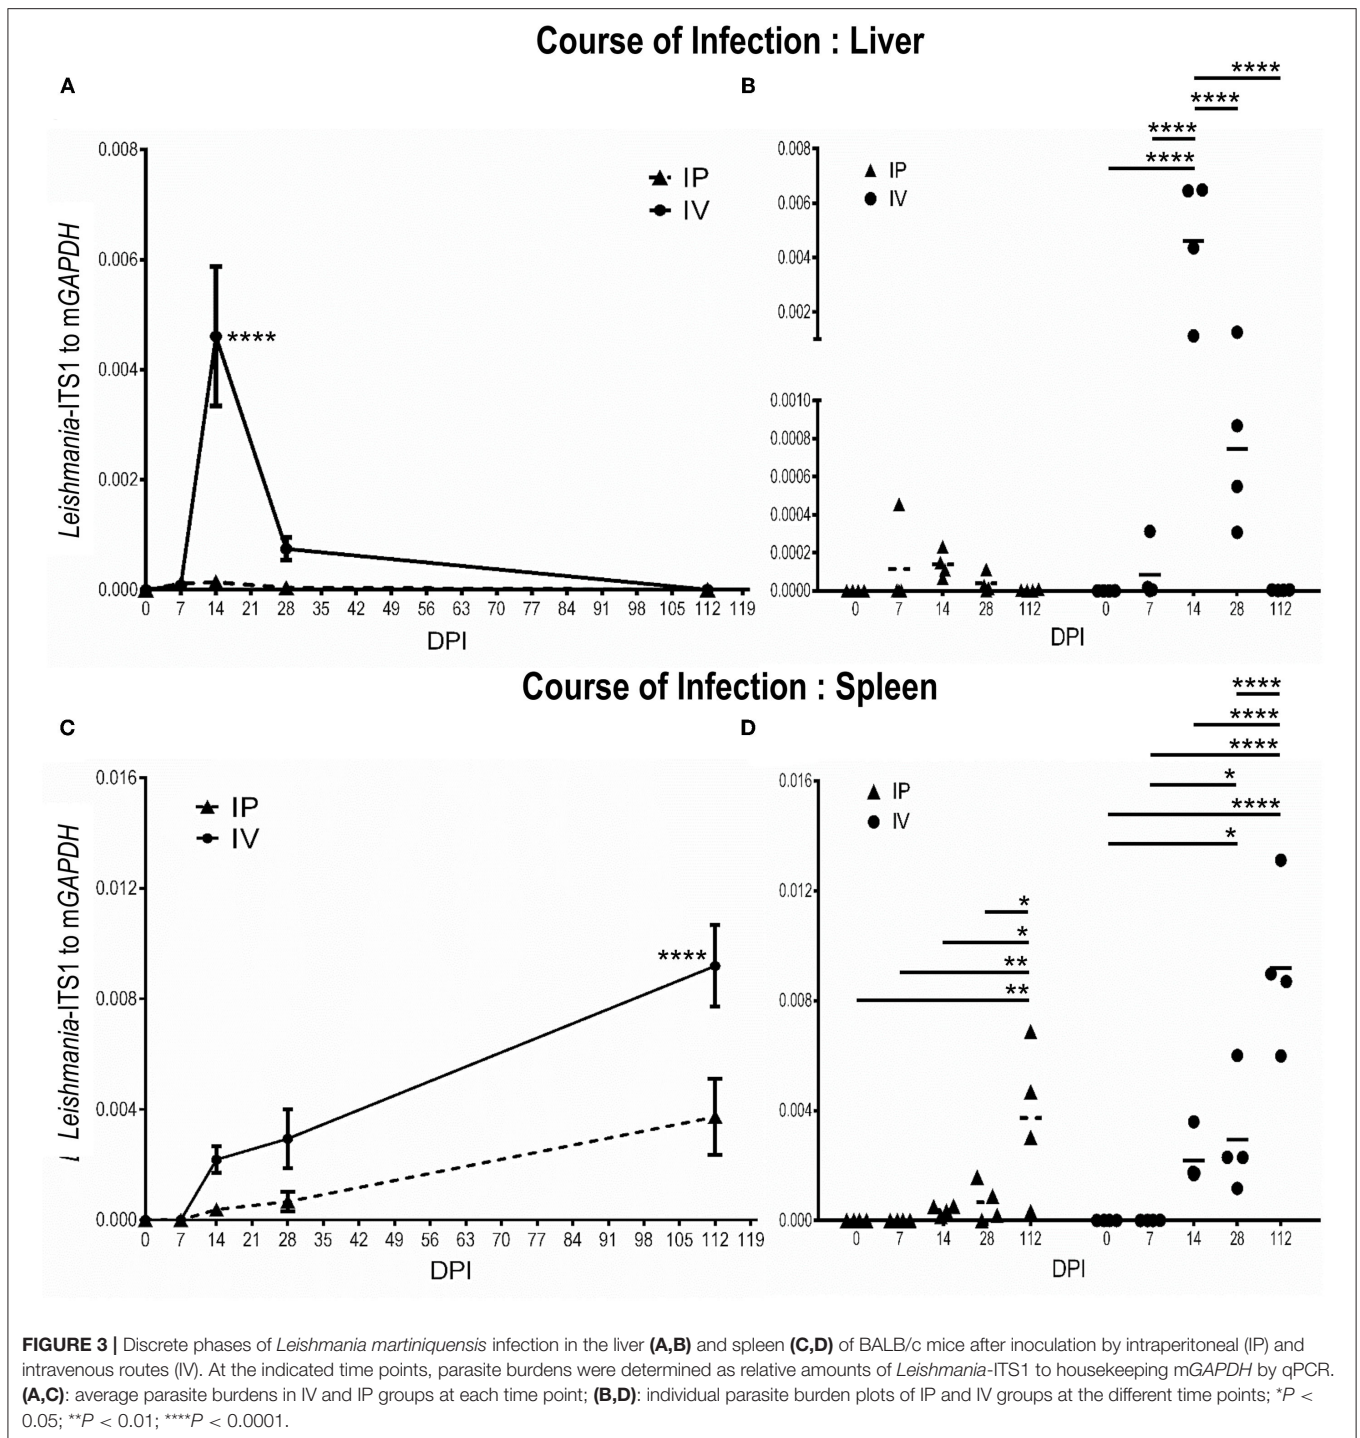 Course of Infection : Liver
A
Leishmania-ITS1 to mGAPDH
0.008
0.006
0.004
0.002
0.000
IP
IV
****
0 7 14 21 28 35 42 49 56 63 70 77 84 91 98 105 112 119
DPI
B
****
****
****
****
0.008
0.006
0.004
0.002
0.0010
0.0008
0.0006
0.0004
0.0002
0.0000
IP
IV
0 7 14 28 112 0 7 14 28 112
DPI
Course of Infection : Spleen
C
Leishmania-ITS1 to mGAPDH
0.016
0.012
0.008
0.004
0.000
IP
IV
****
0 7 14 21 28 35 42 49 56 63 70 77 84 91 98 105 112 119
DPI
D
****
****
****
*
****
*
0.016
0.012
0.008
0.004
0.000
IP
IV
*
*
**
**
0 7 14 28 112 0 7 14 28 112
DPI
FIGURE 3 | Discrete phases of Leishmania martiniquensis infection in the liver (A,B) and spleen (C,D) of BALB/c mice after inoculation by intraperitoneal (IP) and
intravenous routes (IV). At the indicated time points, parasite burdens were determined as relative amounts of Leishmania-ITS1 to housekeeping mGAPDH by qPCR.
(A,C): average parasite burdens in IV and IP groups at each time point; (B,D): individual parasite burden plots of IP and IV groups at the different time points; *P <
0.05; **P < 0.01; ****P < 0.0001.